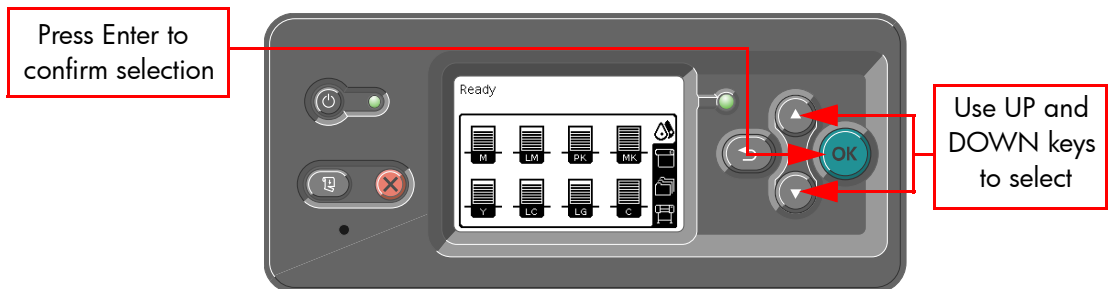 Press Enter to
confirm selection
Ready
M LM PK MK
Y LC LG C
OK
Use UP and
DOWN keys
to select